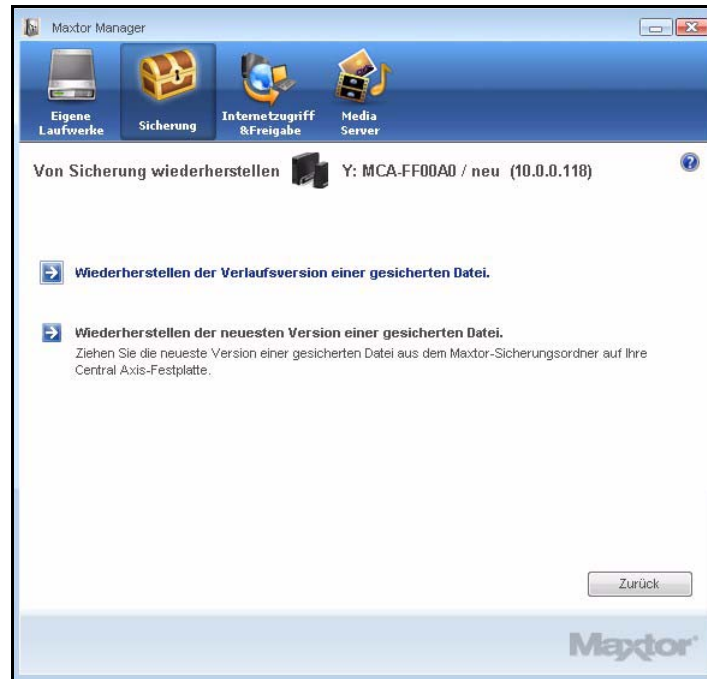 Maxtor Manager
Eigene Laufwerke
Sicherung
Internetzugriff &Freigabe
Media Server
Von Sicherung wiederherstellen
Y: MCA-FF00A0 / neu (10.0.0.118)
?
Wiederherstellen der Verlaufsversion einer gesicherten Datei.
Wiederherstellen der neuesten Version einer gesicherten Datei.
Ziehen Sie die neueste Version einer gesicherten Datei aus dem Maxtor-Sicherungsordner auf Ihre
Central Axis-Festplatte.
Zurück
Maxtor